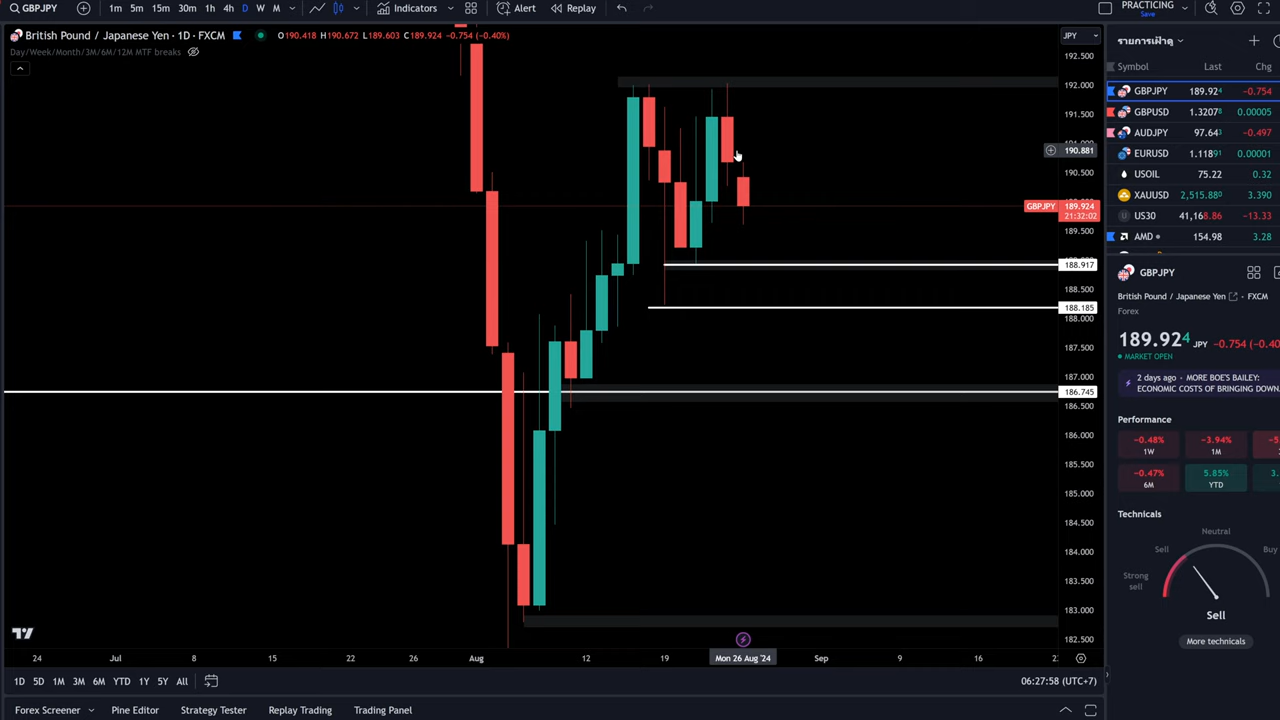 GBPJPY 1m 5m 15m 30m 1h 4h D W M Indicators Alert Replay PRACTICING
Save
British Pound / Japanese Yen · 1D · FXCM O190.418 H190.672 L189.603 C189.924 −0.754 (−0.40%)
Day/Week/Month/3M/6M/12M MTF breaks
JPY
192.500
192.000
191.500
190.881
190.500
GBPJPY 189.924
21:32:02
189.500
188.917
188.500
188.185
188.000
187.500
187.000
186.745
186.500
186.000
185.500
185.000
184.500
184.000
183.500
183.000
182.500
24 Jul 8 15 22 26 Aug 12 19 Mon 26 Aug '24 Sep 9 16
1D 5D 1M 3M 6M YTD 1Y 5Y All
06:27:58 (UTC+7)
Forex Screener Pine Editor Strategy Tester Replay Trading Trading Panel
รายการเฝ้าดู
Symbol Last Chg
GBPJPY 189.924 −0.754
GBPUSD 1.32078 0.00005
AUDJPY 97.643 −0.497
EURUSD 1.11891 0.00001
USOIL 75.22 0.32
XAUUSD 2,515.880 3.390
US30 41,168.86 −13.33
AMD 154.98 3.28
GBPJPY
British Pound / Japanese Yen · FXCM
Forex
189.924 JPY −0.754 (−0.40
MARKET OPEN
2 days ago • MORE BOE'S BAILEY:
ECONOMIC COSTS OF BRINGING DOWN
Performance
−0.48% −3.94%
1W 1M
−0.47% 5.85%
6M YTD
Technicals
Neutral
Sell Buy
Strong
sell
Sell
More technicals